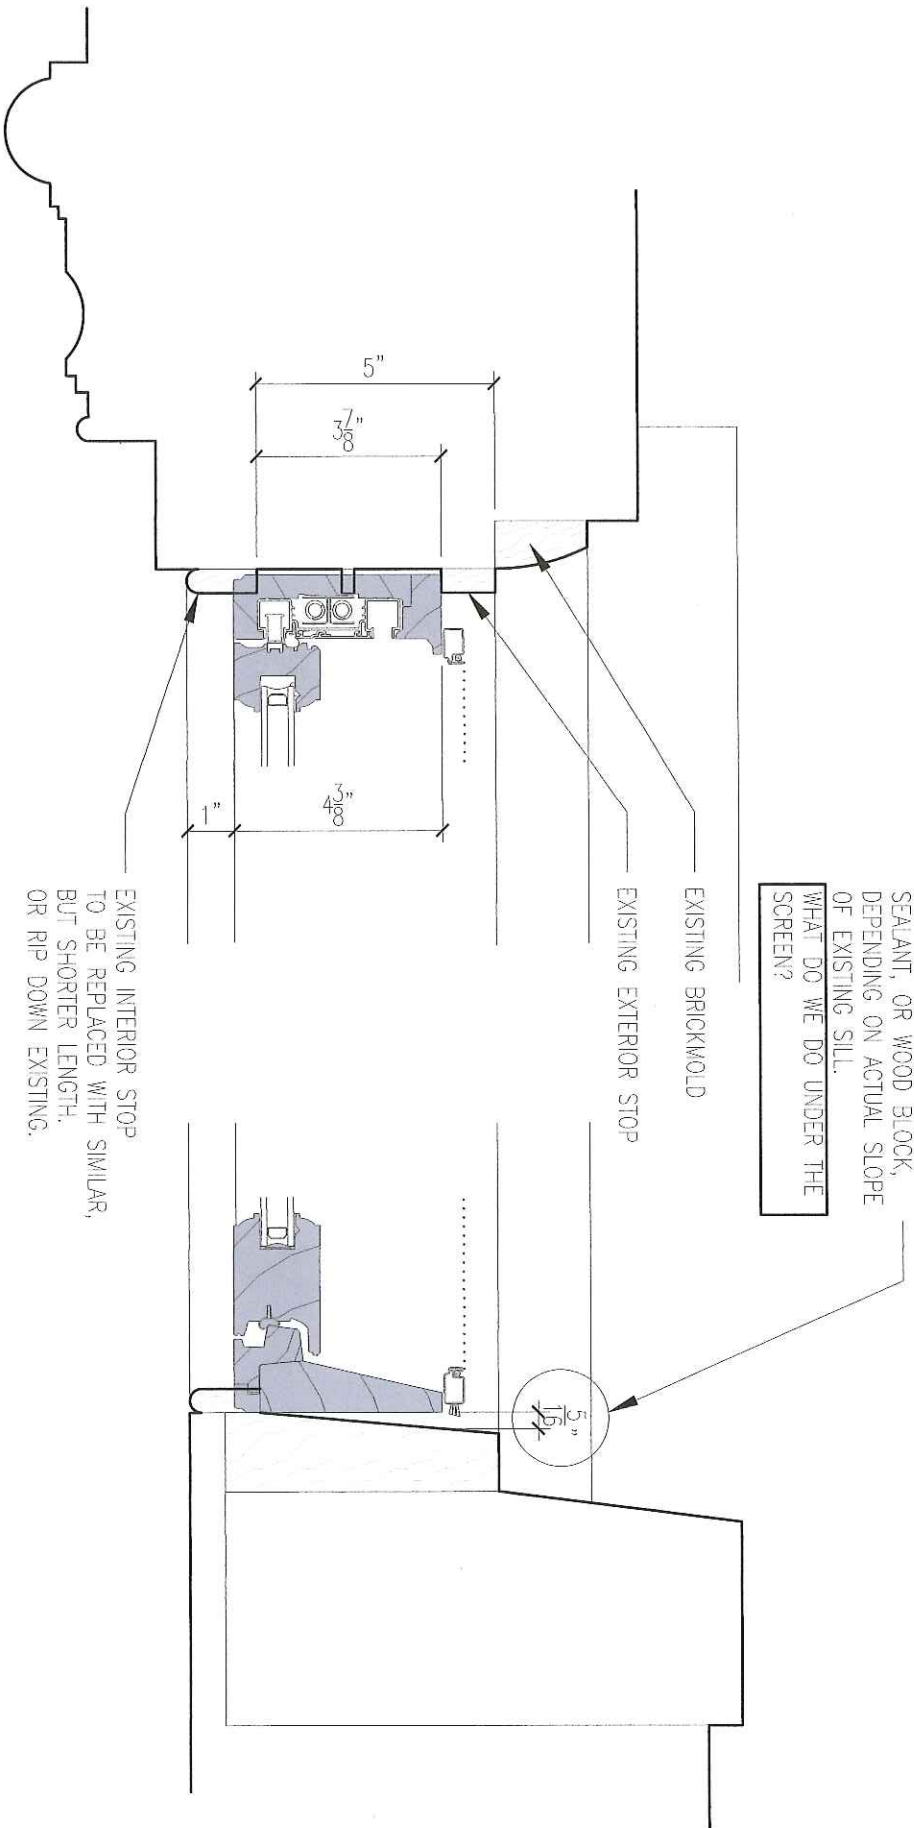 SEALANT, OR WOOD BLOCK,
DEPENDING ON ACTUAL SLOPE
OF EXISTING SILL.
WHAT DO WE DO UNDER THE
SCREEN?
EXISTING BRICKMOLD
EXISTING EXTERIOR STOP
EXISTING INTERIOR STOP
TO BE REPLACED WITH SIMILAR,
BUT SHORTER LENGTH.
OR RIP DOWN EXISTING.
5"
3 7/8"
4 3/8"
1"
5/16"